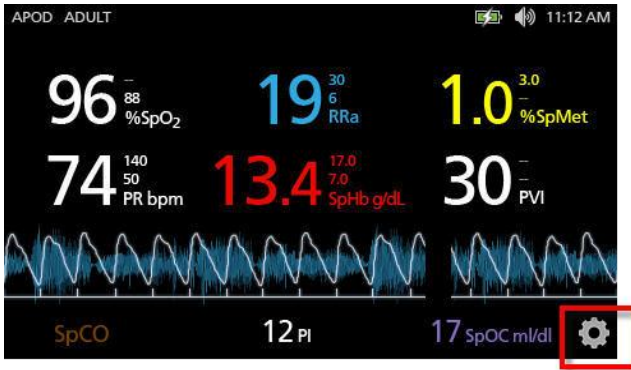 APOD ADULT 11:12 AM
96 -- 88 %SpO₂ 19 30 6 RRa 1.0 3.0 -- %SpMet
74 140 50 PR bpm 13.4 17.0 7.0 SpHb g/dL 30 -- -- PVI
SpCO 12 PI 17 SpOC ml/dl